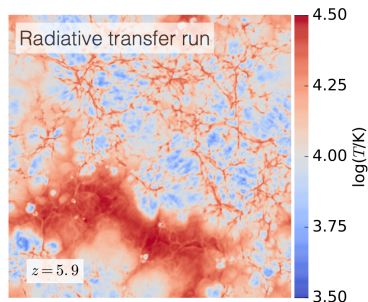 Radiative transfer run
z = 5.9
4.50
4.25
4.00
3.75
3.50
log(T/K)